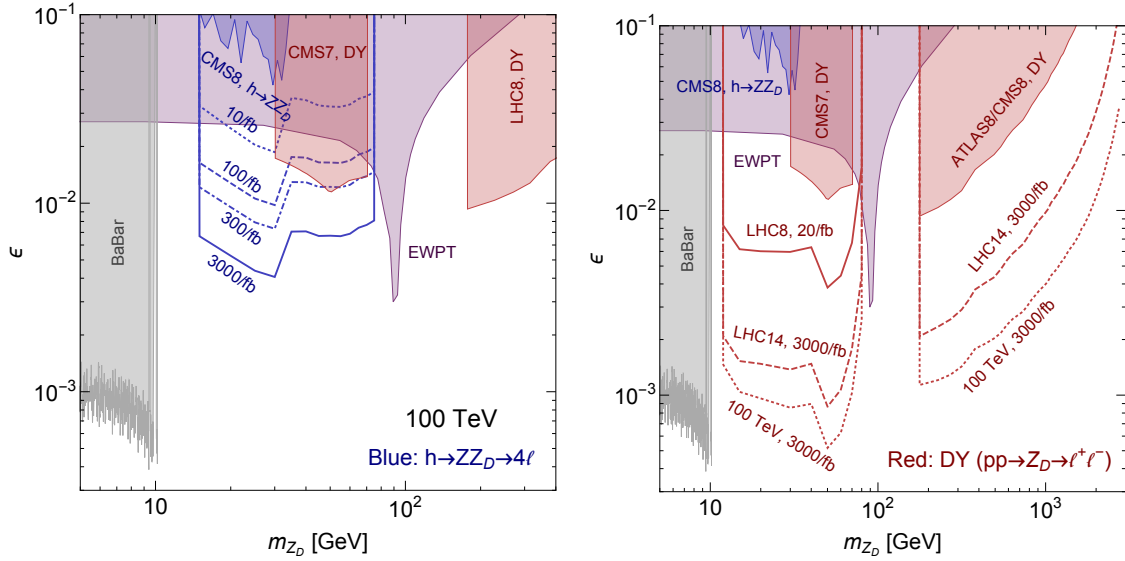 10⁻¹
10⁻²
10⁻³
ϵ
10
10²
m_{Z_D} [GeV]
BaBar
CMS8, h→ZZ_D
10/fb
100/fb
300/fb
3000/fb
CMS7, DY
LHC8, DY
EWPT
100 TeV
Blue: h→ZZ_D→4ℓ
10⁻¹
10⁻²
10⁻³
ϵ
10
10²
10³
m_{Z_D} [GeV]
BaBar
CMS8, h→ZZ_D
CMS7, DY
ATLAS8/CMS8, DY
EWPT
LHC8, 20/fb
LHC14, 3000/fb
LHC14, 3000/fb
100 TeV, 3000/fb
100 TeV, 3000/fb
Red: DY (pp→Z_D→ℓ⁺ℓ⁻)